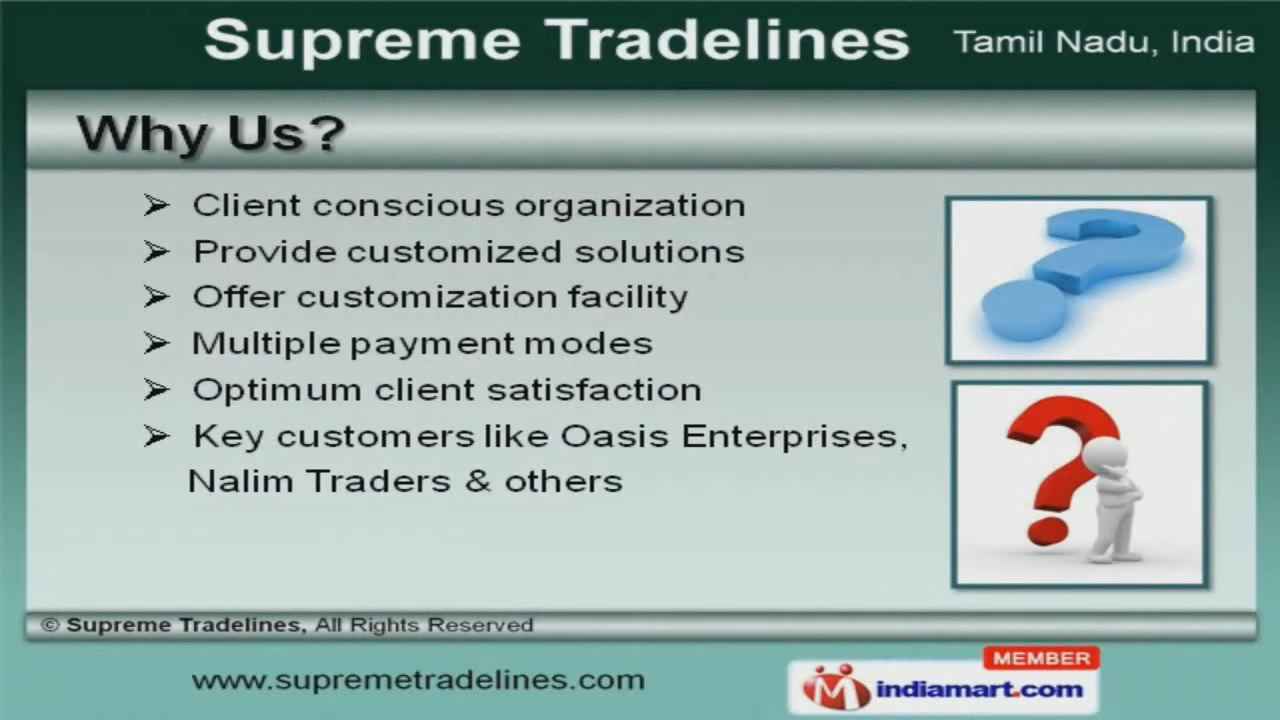 Supreme Tradelines Tamil Nadu, India
Why Us?
➢ Client conscious organization
➢ Provide customized solutions
➢ Offer customization facility
➢ Multiple payment modes
➢ Optimum client satisfaction
➢ Key customers like Oasis Enterprises,
Nalim Traders & others
© Supreme Tradelines, All Rights Reserved
www.supremetradelines.com
MEMBER
indiamart.com